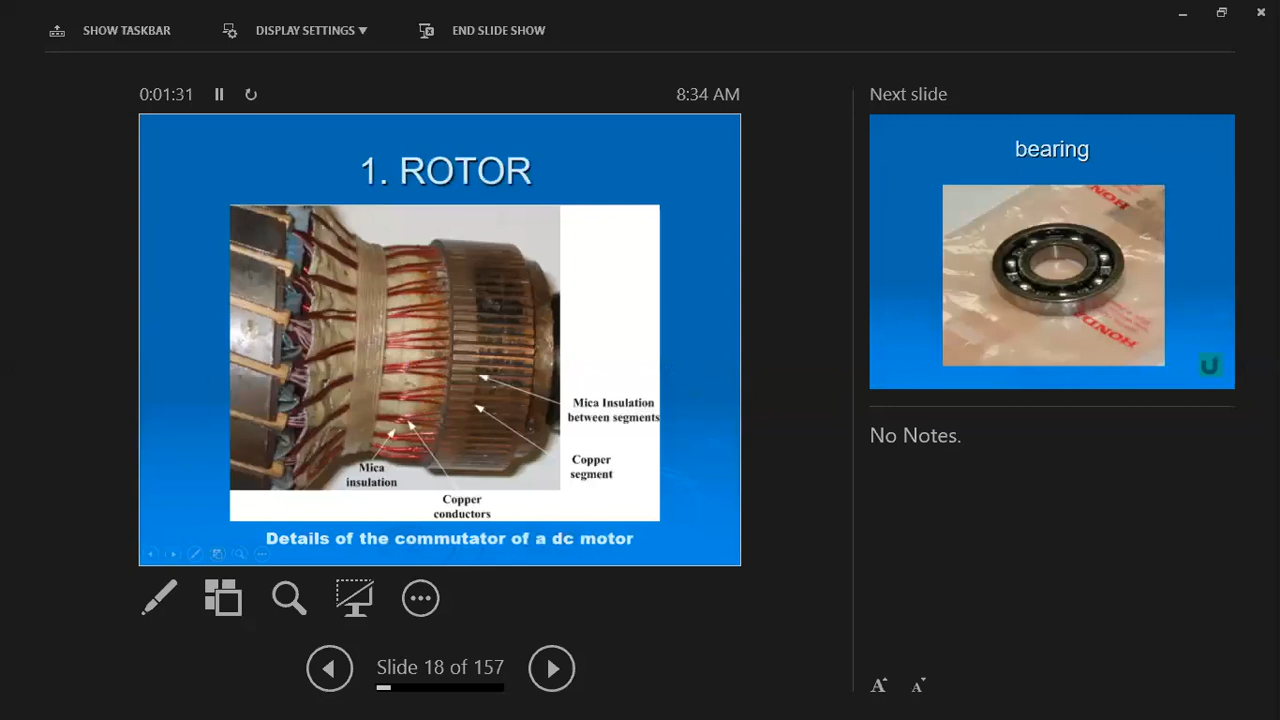 SHOW TASKBAR
DISPLAY SETTINGS
END SLIDE SHOW
0:01:31
8:34 AM
1. ROTOR
Mica Insulation
between segments
Copper
segment
Mica
insulation
Copper
conductors
Details of the commutator of a dc motor
Slide 18 of 157
Next slide
bearing
HONDA
No Notes.
A
A